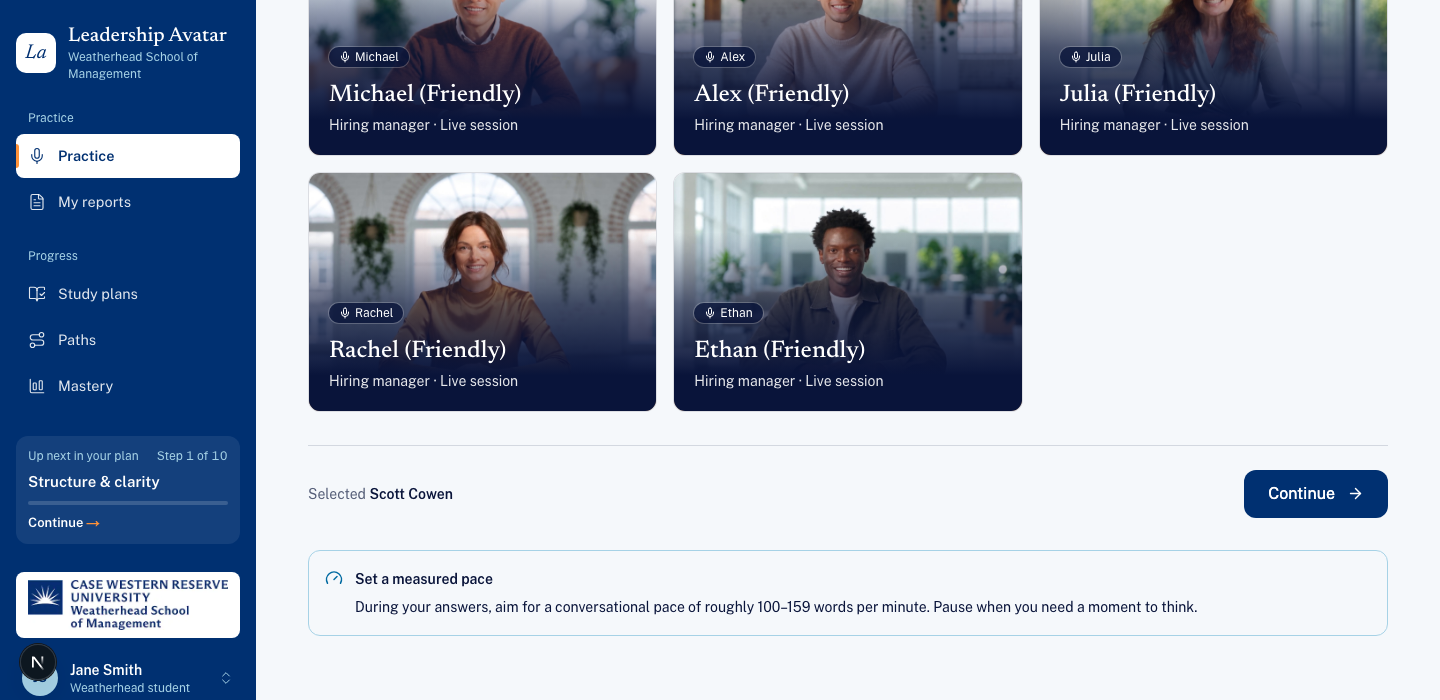 La
Leadership Avatar
Weatherhead School of
Management
Practice
Practice
My reports
Progress
Study plans
Paths
Mastery
Up next in your plan Step 1 of 10
Structure & clarity
Continue →
CASE WESTERN RESERVE
UNIVERSITY
Weatherhead School
of Management
N
Jane Smith
Weatherhead student
Michael
Michael (Friendly)
Hiring manager · Live session
Alex
Alex (Friendly)
Hiring manager · Live session
Julia
Julia (Friendly)
Hiring manager · Live session
Rachel
Rachel (Friendly)
Hiring manager · Live session
Ethan
Ethan (Friendly)
Hiring manager · Live session
Selected Scott Cowen
Continue →
Set a measured pace
During your answers, aim for a conversational pace of roughly 100–159 words per minute. Pause when you need a moment to think.